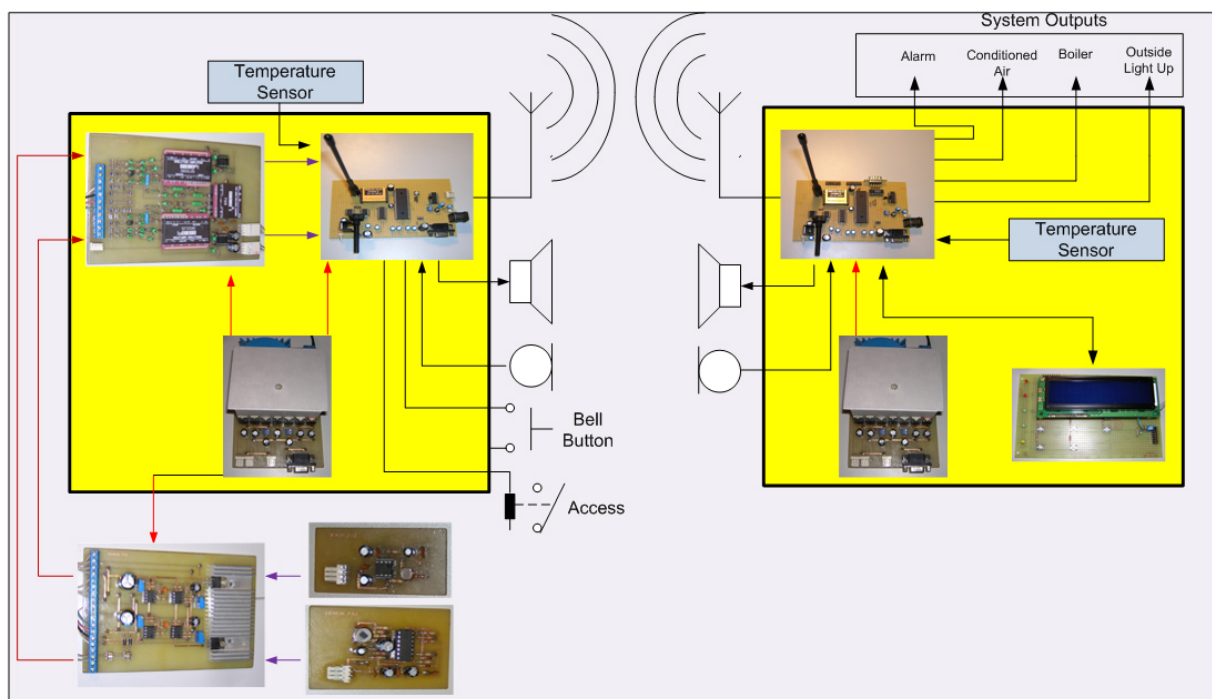 System Outputs
Alarm
Conditioned
Air
Boiler
Outside
Light Up
Temperature
Sensor
Temperature
Sensor
Bell
Button
Access